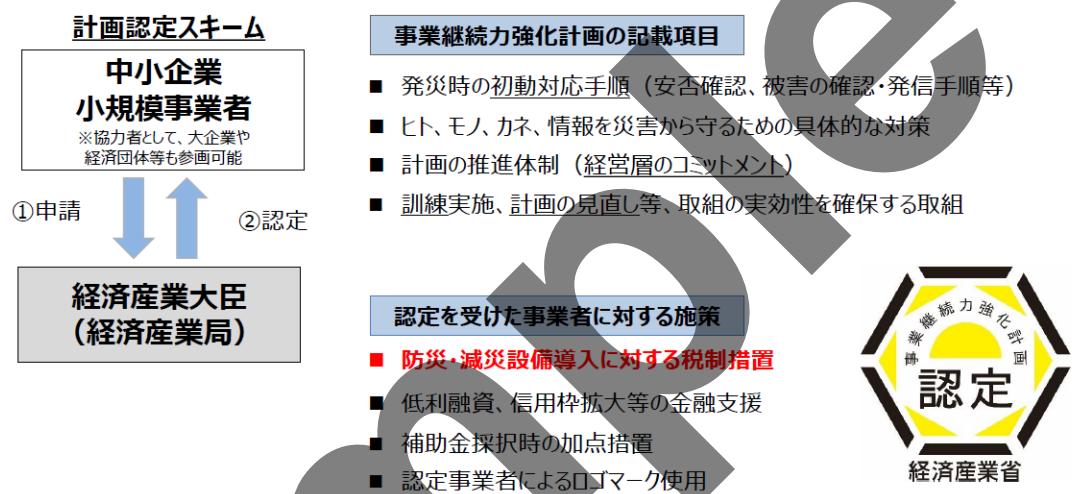 計画認定スキーム
中小企業
小規模事業者
※協力者として、大企業や
経済団体等も参画可能
①申請
②認定
経済産業大臣
（経済産業局）
事業継続力強化計画の記載項目
■ 発災時の初動対応手順（安否確認、被害の確認・発信手順等）
■ ヒト、モノ、カネ、情報を災害から守るための具体的な対策
■ 計画の推進体制（経営層のコミットメント）
■ 訓練実施、計画の見直し等、取組の実効性を確保する取組
認定を受けた事業者に対する施策
■ 防災・減災設備導入に対する税制措置
■ 低利融資、信用枠拡大等の金融支援
■ 補助金採択時の加点措置
■ 認定事業者によるロゴマーク使用
事業継続力強化計画
認定
経済産業省